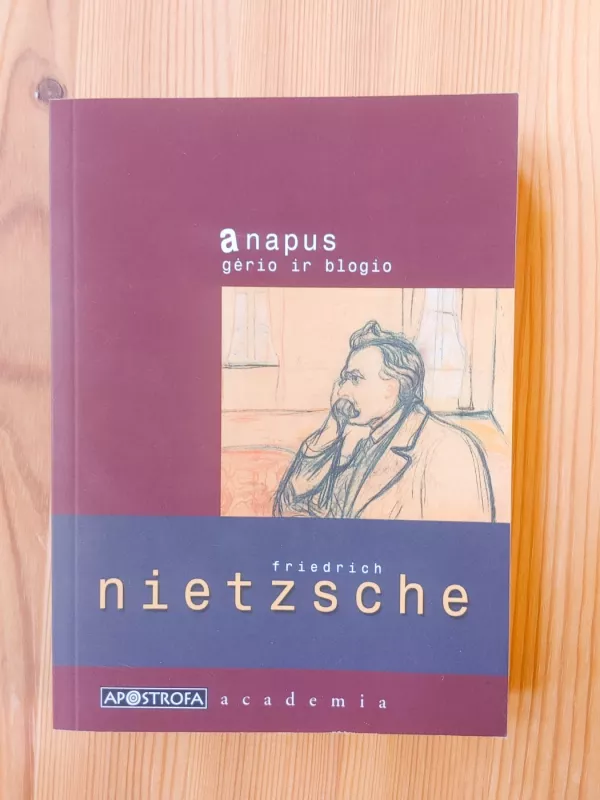 anapus
gėrio ir blogio
friedrich
nietzsche
APOSTROFA academia